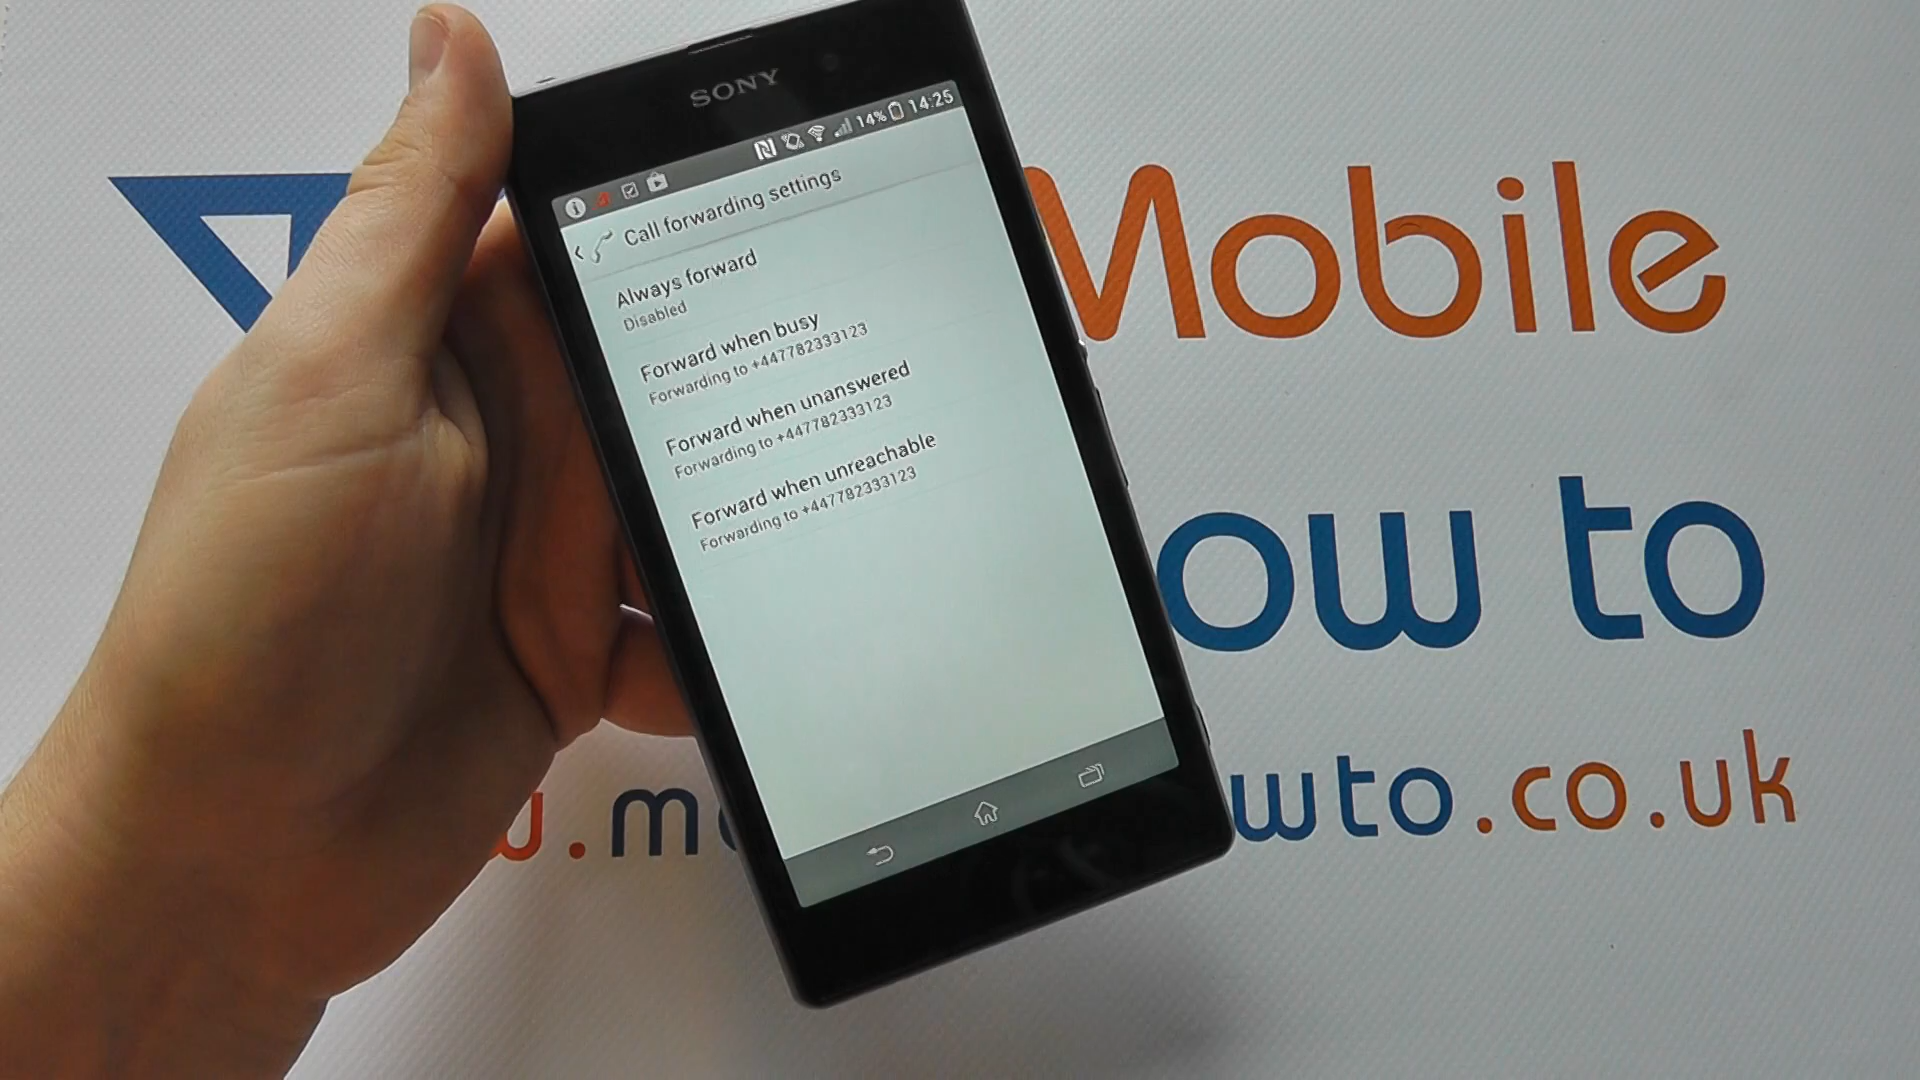 SONY
14% 14:25
Call forwarding settings
Always forward
Disabled
Forward when busy
Forwarding to +447782333123
Forward when unanswered
Forwarding to +447782333123
Forward when unreachable
Forwarding to +447782333123
Mobile
ow to
.co.uk